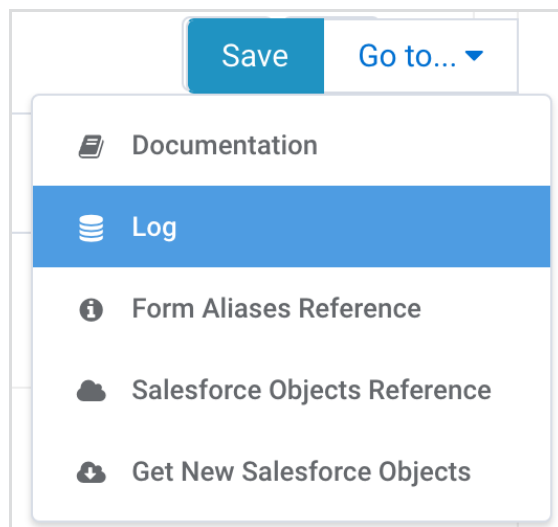 Save Go to...
Documentation
Log
Form Aliases Reference
Salesforce Objects Reference
Get New Salesforce Objects